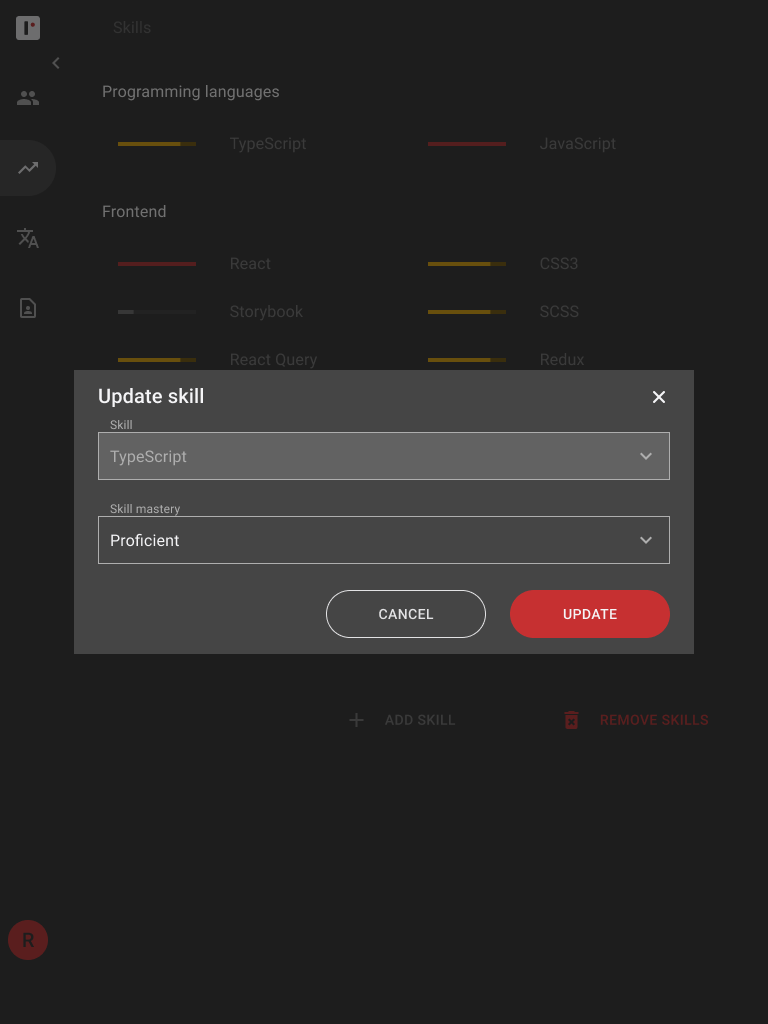 Skills
Programming languages
TypeScript
JavaScript
Frontend
React
CSS3
Storybook
SCSS
React Query
Redux
Update skill
Skill
TypeScript
Skill mastery
Proficient
CANCEL
UPDATE
ADD SKILL
REMOVE SKILLS
R